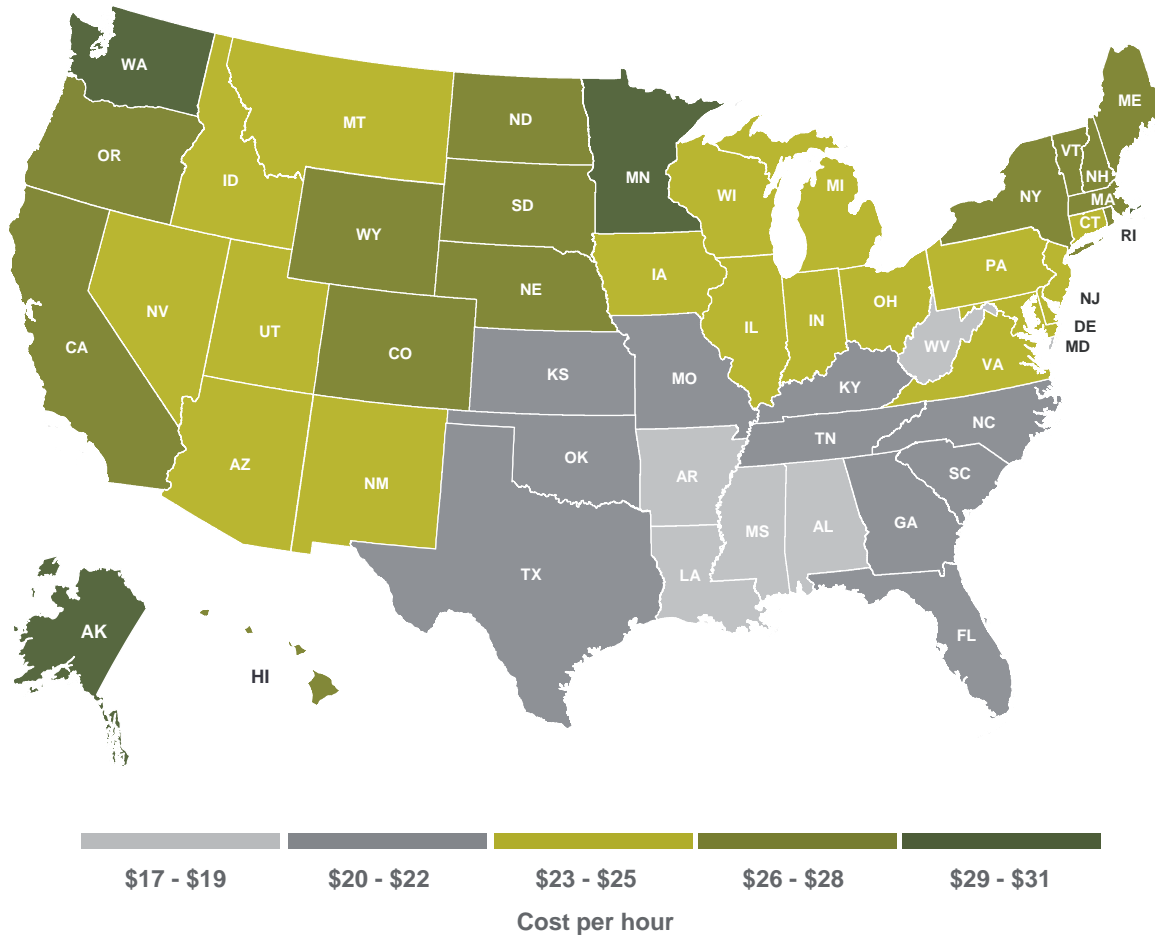 WA
ME
ND
MT
VT
OR
NH
MN
ID
MI
NY
WI
MA
SD
CT
WY
RI
PA
IA
NE
NJ
OH
NV
IL
IN
DE
UT
WV
MD
CA
CO
VA
KS
MO
KY
NC
TN
AZ
OK
SC
NM
AR
GA
MS
AL
TX
LA
AK
FL
HI
$17 - $19
$20 - $22
$23 - $25
$26 - $28
$29 - $31
Cost per hour